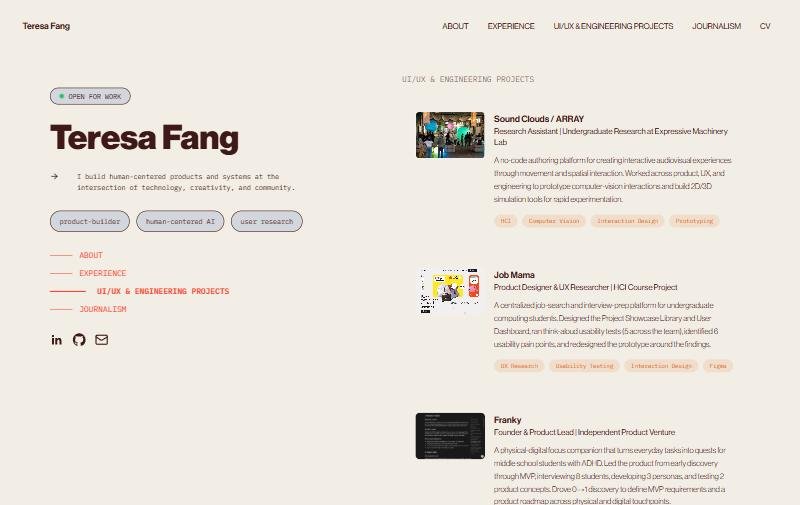 Teresa Fang
ABOUT
EXPERIENCE
UI/UX & ENGINEERING PROJECTS
JOURNALISM
CV
OPEN FOR WORK
Teresa Fang
→ I build human-centered products and systems at the
intersection of technology, creativity, and community.
product-builder
human-centered AI
user research
ABOUT
EXPERIENCE
UI/UX & ENGINEERING PROJECTS
JOURNALISM
in
UI/UX & ENGINEERING PROJECTS
Sound Clouds / ARRAY
Research Assistant | Undergraduate Research at Expressive Machinery
Lab
A no-code authoring platform for creating interactive audiovisual experiences
through movement and spatial interaction. Worked across product, UX, and
engineering to prototype computer-vision interactions and build 2D/3D
simulation tools for rapid experimentation.
HCI
Computer Vision
Interaction Design
Prototyping
Job Mama
Product Designer & UX Researcher | HCI Course Project
A centralized job-search and interview-prep platform for undergraduate
computing students. Designed the Project Showcase Library and User
Dashboard, ran think-aloud usability tests (5 across the team), identified 6
usability pain points, and redesigned the prototype around the findings.
UX Research
Usability Testing
Interaction Design
Figma
Franky
Founder & Product Lead | Independent Product Venture
A physical-digital focus companion that turns everyday tasks into quests for
middle school students with ADHD. Led the product from early discovery
through MVP, interviewing 8 students, developing 3 personas, and testing 2
product concepts. Drove 0→1 discovery to define MVP requirements and a
product roadmap across physical and digital touchpoints.